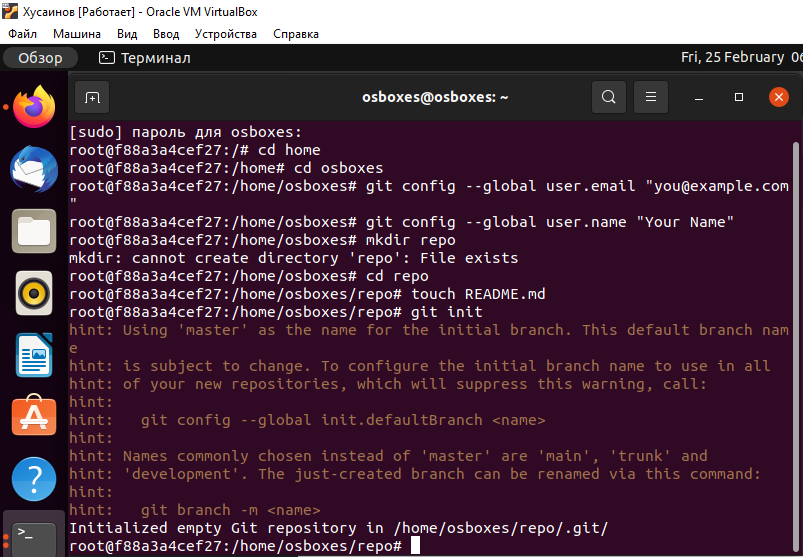 Хусаинов [Работает] - Oracle VM VirtualBox
Файл Машина Вид Ввод Устройства Справка
Обзор Терминал Fri, 25 February 06
osboxes@osboxes: ~
[sudo] пароль для osboxes:
root@f88a3a4cef27:/# cd home
root@f88a3a4cef27:/home# cd osboxes
root@f88a3a4cef27:/home/osboxes# git config --global user.email "you@example.com
"
root@f88a3a4cef27:/home/osboxes# git config --global user.name "Your Name"
root@f88a3a4cef27:/home/osboxes# mkdir repo
mkdir: cannot create directory 'repo': File exists
root@f88a3a4cef27:/home/osboxes# cd repo
root@f88a3a4cef27:/home/osboxes/repo# touch README.md
root@f88a3a4cef27:/home/osboxes/repo# git init
hint: Using 'master' as the name for the initial branch. This default branch nam
e
hint: is subject to change. To configure the initial branch name to use in all
hint: of your new repositories, which will suppress this warning, call:
hint:
hint:   git config --global init.defaultBranch <name>
hint:
hint: Names commonly chosen instead of 'master' are 'main', 'trunk' and
hint: 'development'. The just-created branch can be renamed via this command:
hint:
hint:   git branch -m <name>
Initialized empty Git repository in /home/osboxes/repo/.git/
root@f88a3a4cef27:/home/osboxes/repo#